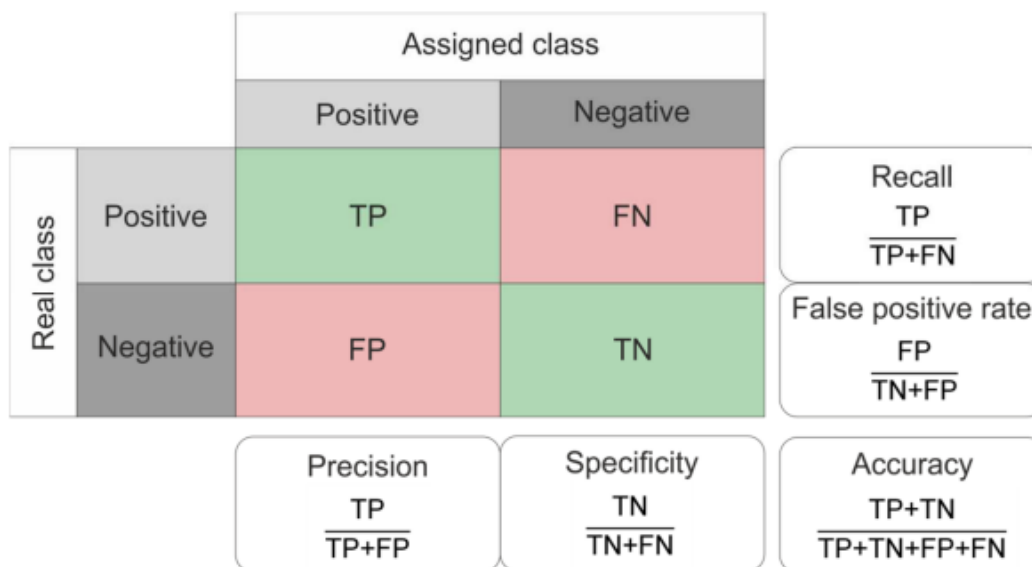 Assigned class
Positive Negative
Real class
Positive TP FN
Recall
TP
TP+FN
Negative FP TN
False positive rate
FP
TN+FP
Precision
TP
TP+FP
Specificity
TN
TN+FN
Accuracy
TP+TN
TP+TN+FP+FN